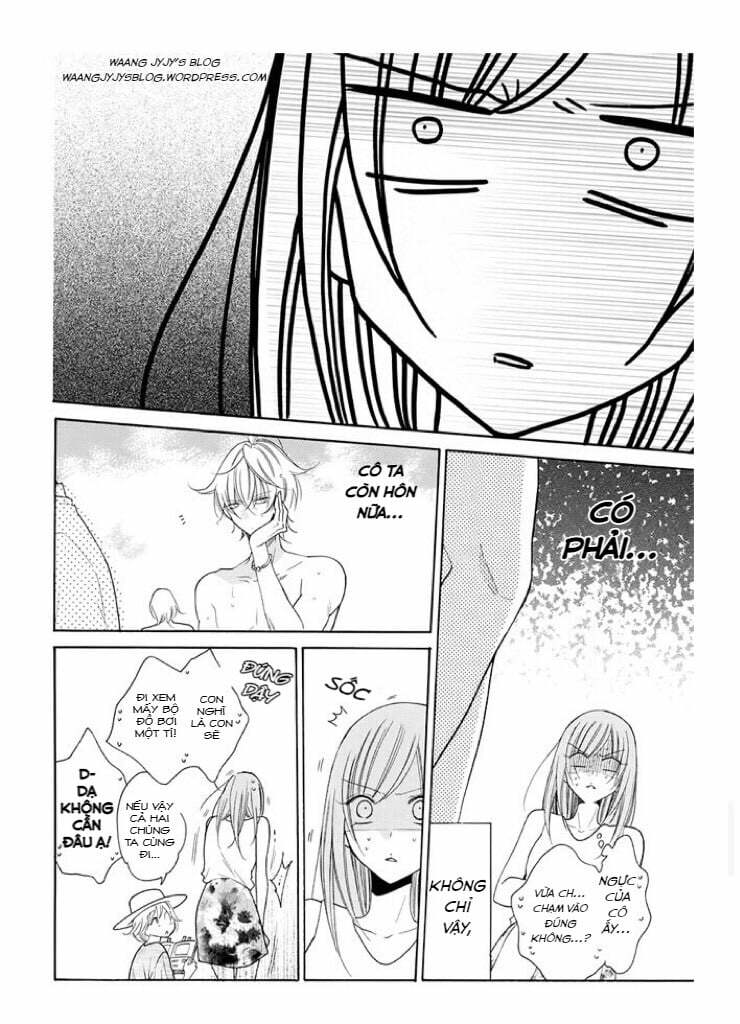 WAANG JYJY'S BLOG
WAANGJYJYSBLOG.WORDPRESS.COM
CÓ
PHẢI...
CÔ TA
CÒN HÔN
NỮA...
NGỰC
CỦA
CÔ
ẤY...
VỪA CH...
CHẠM VÀO
ĐÚNG
KHÔNG...?
KHÔNG
CHỈ
VẬY,
SỐC
ĐỨNG
DẬY
CON
NGHĨ
LÀ CON
SẼ
ĐI XEM
MẤY BỘ
ĐỒ BƠI
MỘT TÍ!
NẾU VẬY
CẢ HAI
CHÚNG
TA CÙNG
ĐI...
D-
DẠ
KHÔNG
CẦN
ĐÂU Ạ!